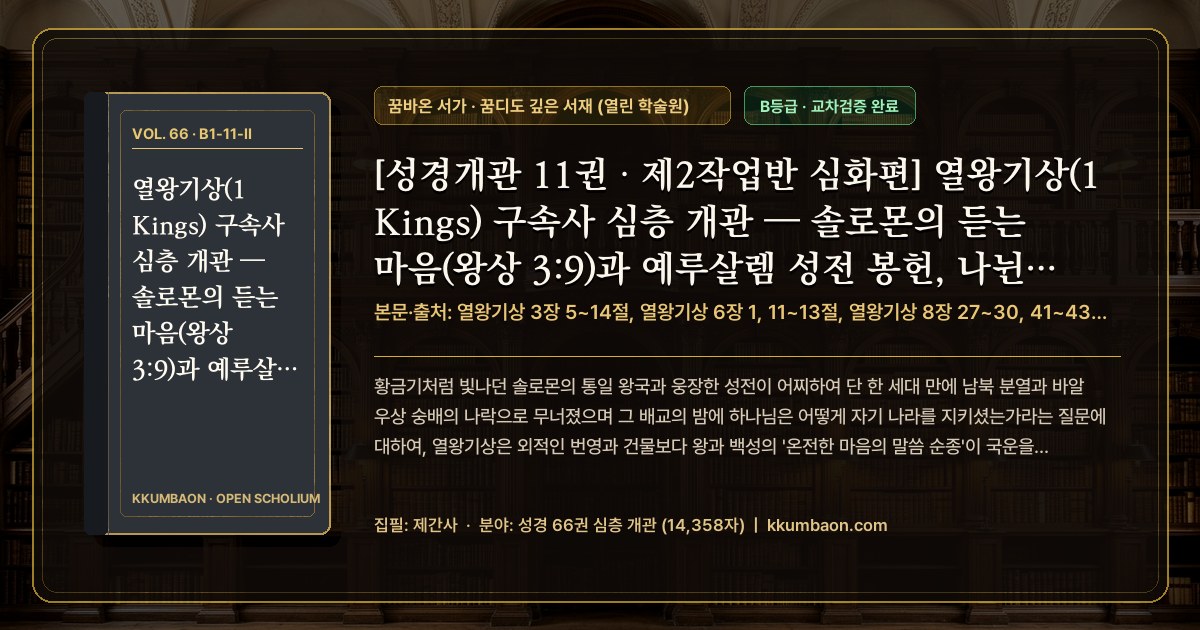 VOL. 66 · B1-11-II
열왕기상(1
Kings) 구속사
심층 개관 —
솔로몬의 듣는
마음(왕상
3:9)과 예루살…
KKUMBAON · OPEN SCHOLIUM
꿈바온 서가 · 꿈디도 깊은 서재 (열린 학술원)
B등급 · 교차검증 완료
[성경개관 11권 · 제2작업반 심화편] 열왕기상(1
Kings) 구속사 심층 개관 — 솔로몬의 듣는
마음(왕상 3:9)과 예루살렘 성전 봉헌, 나뉜…
본문·출처: 열왕기상 3장 5~14절, 열왕기상 6장 1, 11~13절, 열왕기상 8장 27~30, 41~43…
황금기처럼 빛나던 솔로몬의 통일 왕국과 웅장한 성전이 어찌하여 단 한 세대 만에 남북 분열과 바알
우상 숭배의 나락으로 무너졌으며 그 배교의 밤에 하나님은 어떻게 자기 나라를 지키셨는가라는 질문에
대하여, 열왕기상은 외적인 번영과 건물보다 왕과 백성의 '온전한 마음의 말씀 순종'이 국운을…
집필: 제간사 · 분야: 성경 66권 심층 개관 (14,358자) | kkumbaon.com